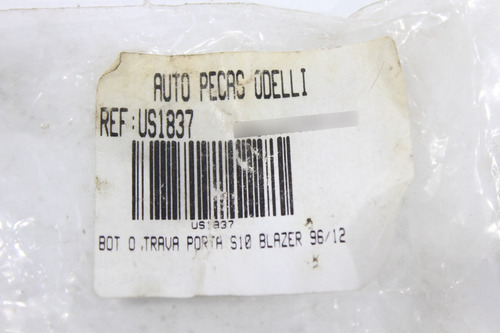 AUTO PECAS ODELLI
REF:US1837
US1837
BOT O TRAVA PORTA S10 BLAZER 96/12